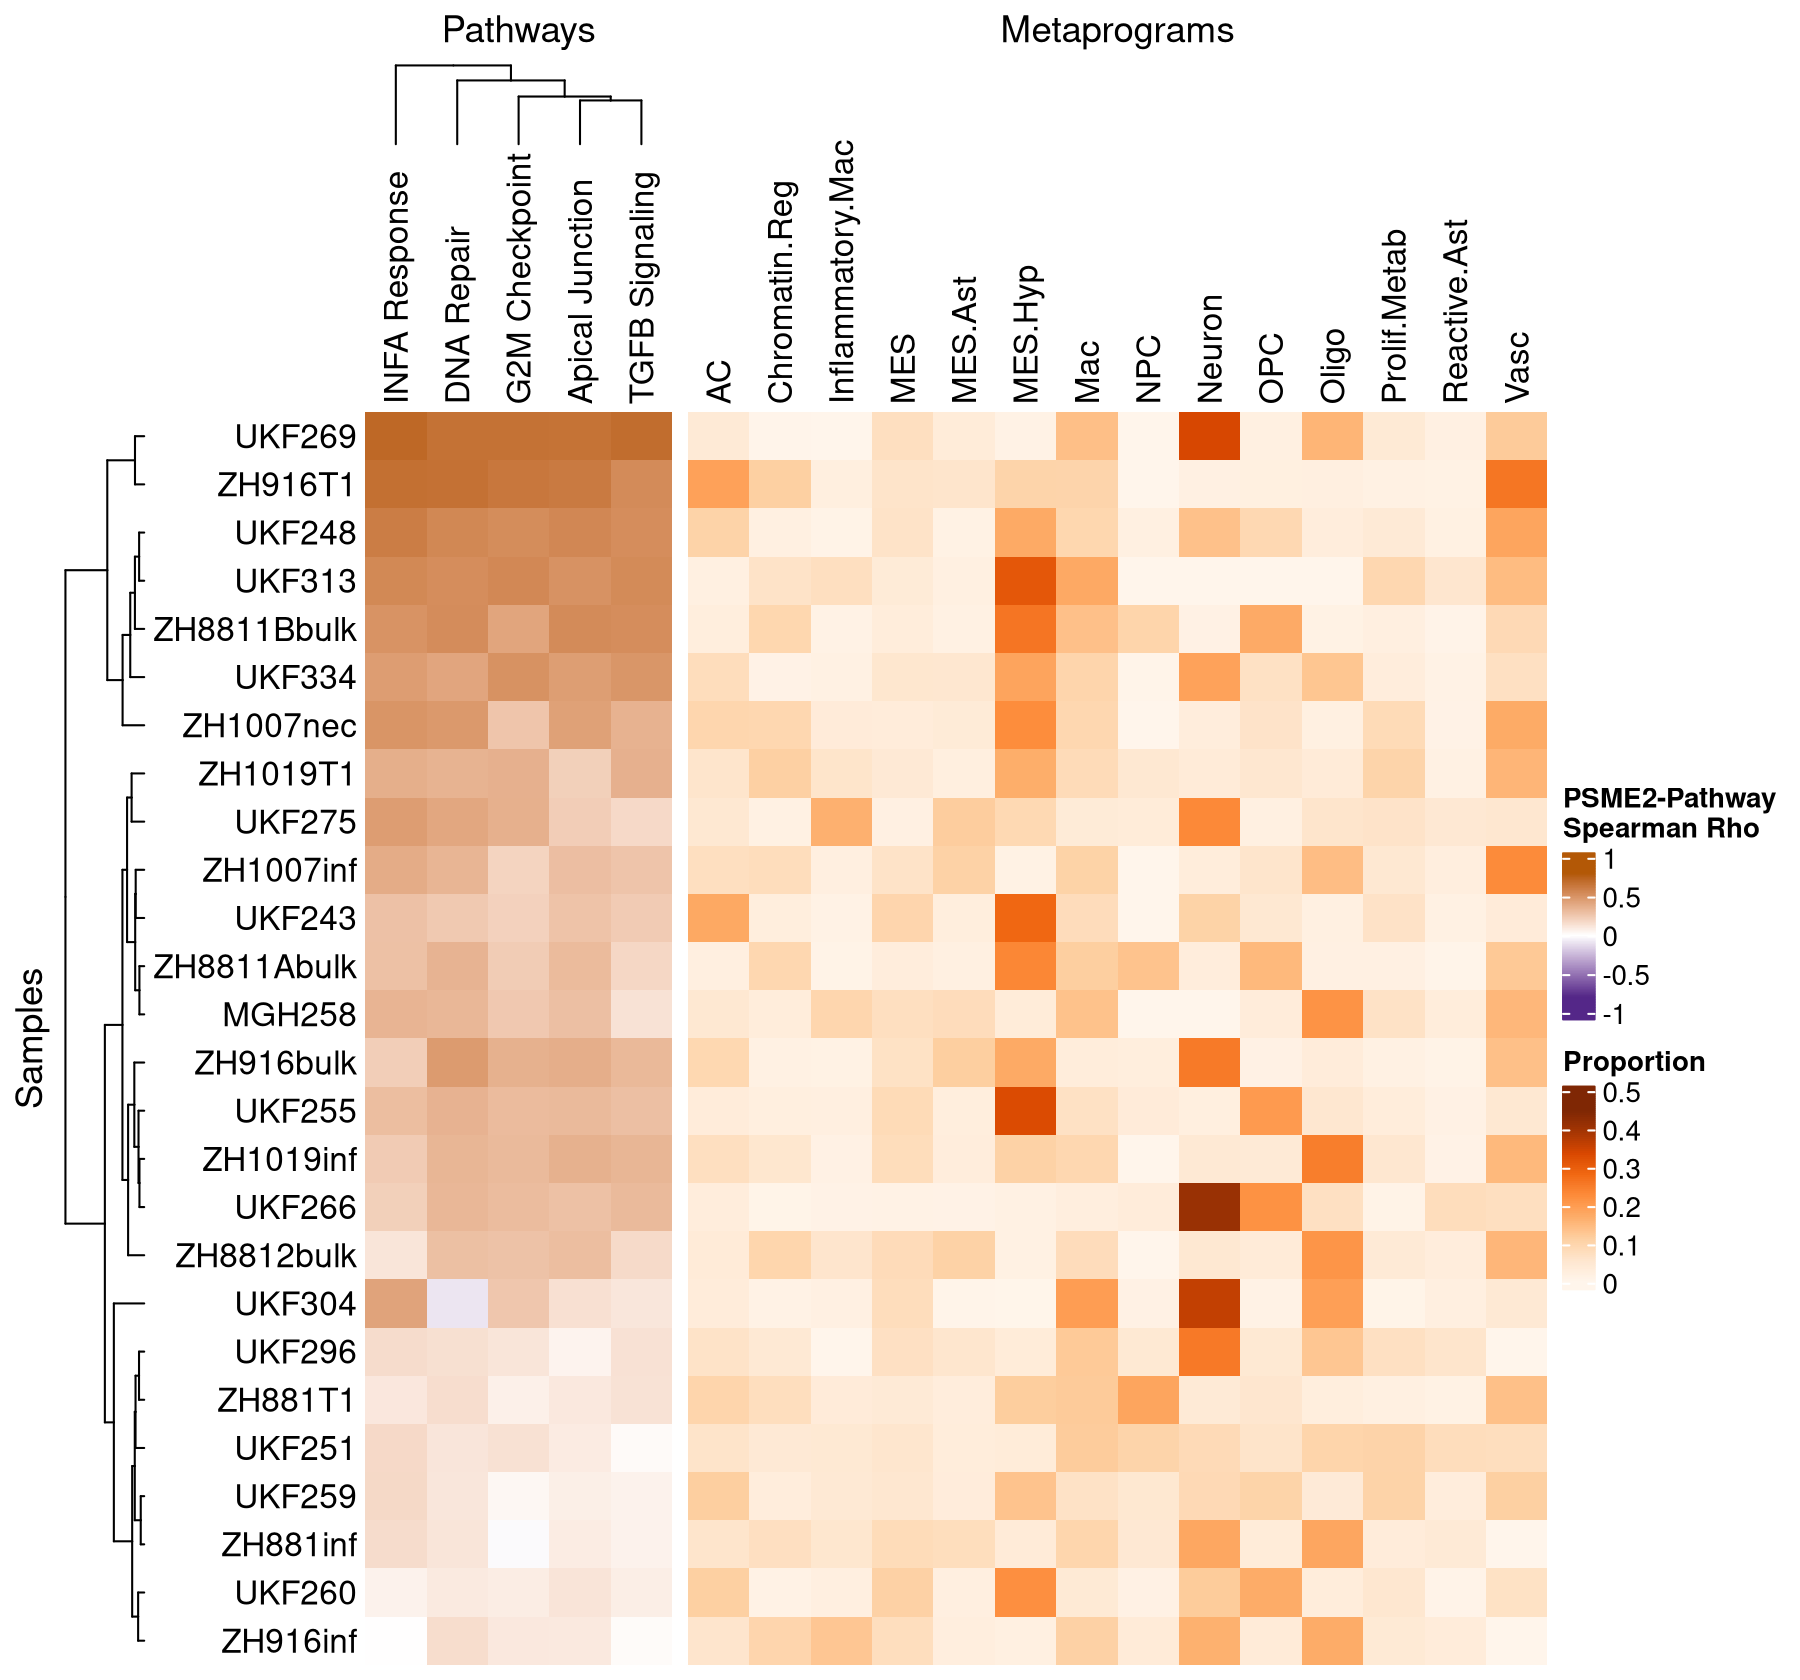 Pathways
Metaprograms
INFA Response
DNA Repair
G2M Checkpoint
Apical Junction
TGFB Signaling
AC
Chromatin.Reg
Inflammatory.Mac
MES
MES.Ast
MES.Hyp
Mac
NPC
Neuron
OPC
Oligo
Prolif.Metab
Reactive.Ast
Vasc
Samples
UKF269
ZH916T1
UKF248
UKF313
ZH8811Bbulk
UKF334
ZH1007nec
ZH1019T1
UKF275
ZH1007inf
UKF243
ZH8811Abulk
MGH258
ZH916bulk
UKF255
ZH1019inf
UKF266
ZH8812bulk
UKF304
UKF296
ZH881T1
UKF251
UKF259
ZH881inf
UKF260
ZH916inf
PSME2-Pathway
Spearman Rho
1
0.5
0
-0.5
-1
Proportion
0.5
0.4
0.3
0.2
0.1
0